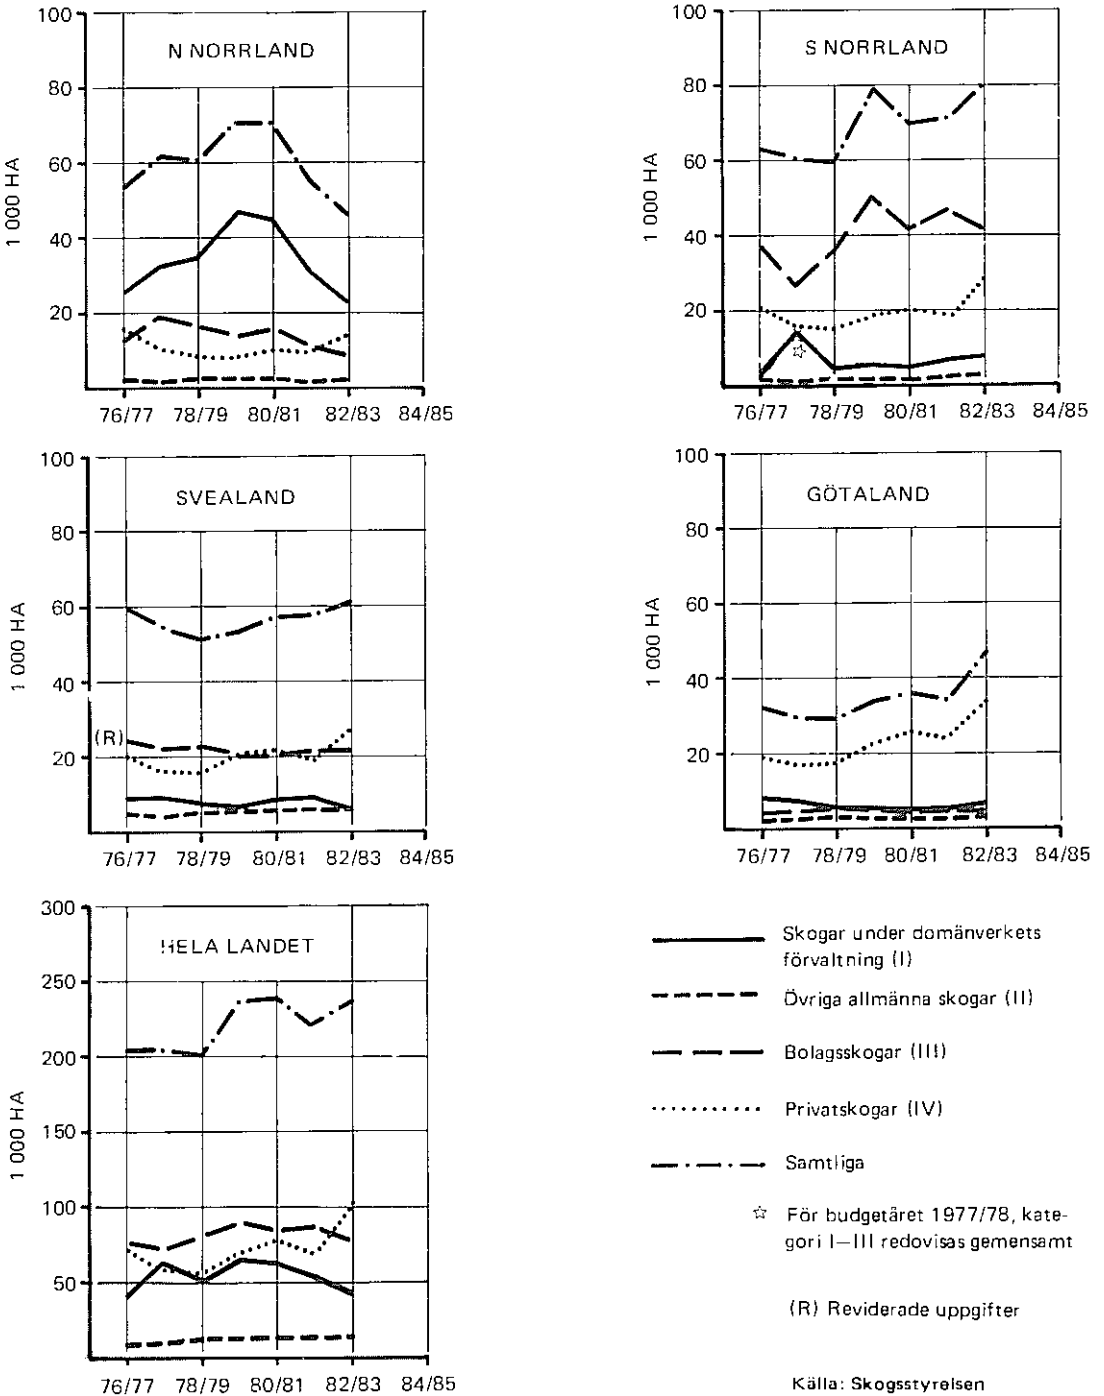 N NORRLAND
1 000 HA
100
80
60
40
20
76/77 78/79 80/81 82/83 84/85
S NORRLAND
1 000 HA
100
80
60
40
20
☆
76/77 78/79 80/81 82/83 84/85
SVEALAND
1 000 HA
100
80
60
40
(R)
20
76/77 78/79 80/81 82/83 84/85
GÖTALAND
1 000 HA
100
80
60
40
20
76/77 78/79 80/81 82/83 84/85
HELA LANDET
1 000 HA
300
250
200
150
100
50
76/77 78/79 80/81 82/83 84/85
Skogar under domänverkets
förvaltning (I)
Övriga allmänna skogar (II)
Bolagsskogar (III)
Privatskogar (IV)
Samtliga
☆ För budgetåret 1977/78, kate-
gori I–III redovisas gemensamt
(R) Reviderade uppgifter
Källa: Skogsstyrelsen